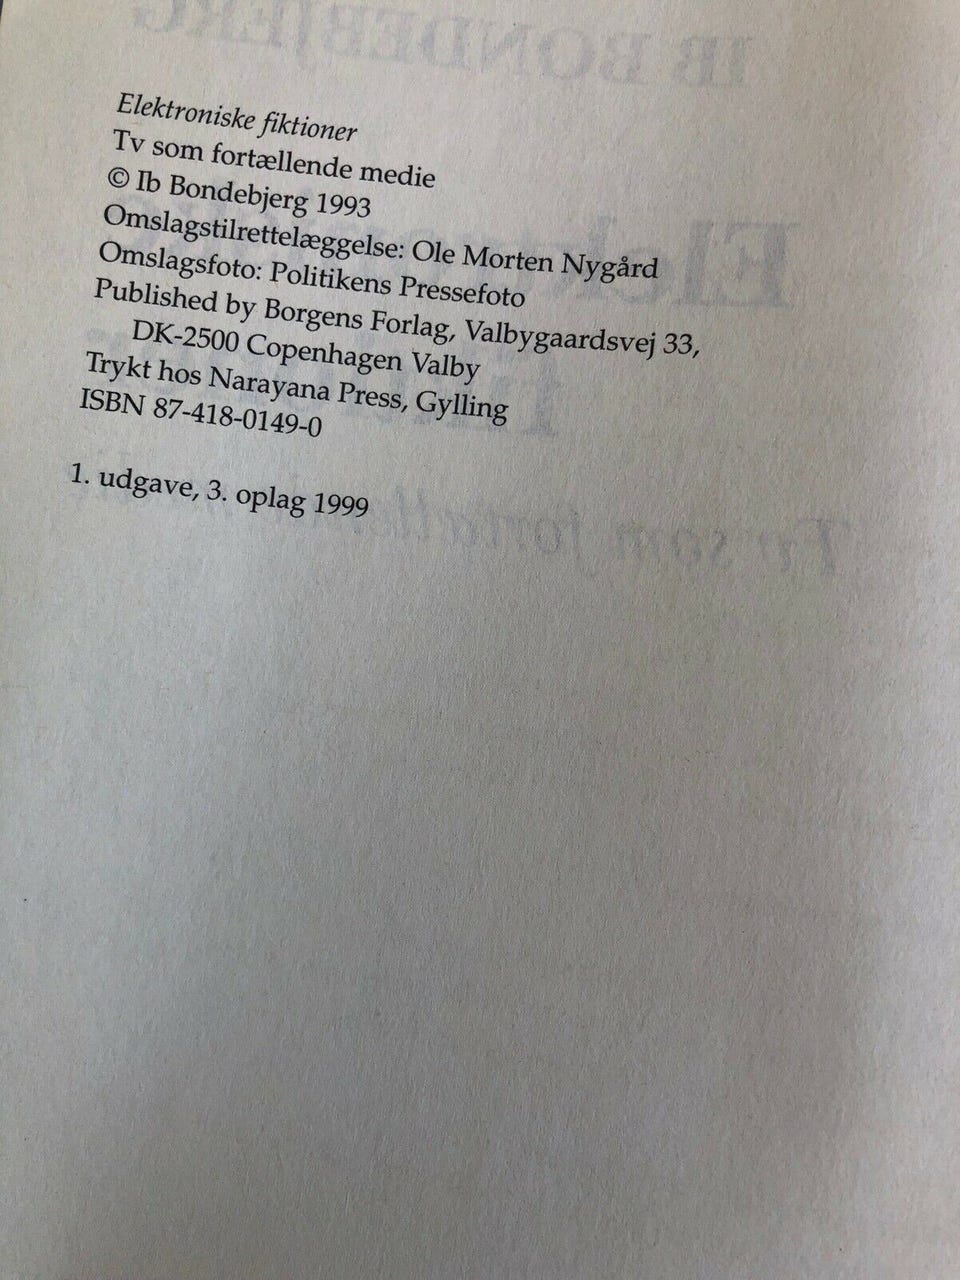 IB BONDEBJERG
Elektroniske fiktioner
Tv som fortællende medie
© Ib Bondebjerg 1993
Omslagstilrettelæggelse: Ole Morten Nygård
Omslagsfoto: Politikens Pressefoto
Published by Borgens Forlag, Valbygaardsvej 33,
DK-2500 Copenhagen Valby
Trykt hos Narayana Press, Gylling
ISBN 87-418-0149-0
1. udgave, 3. oplag 1999